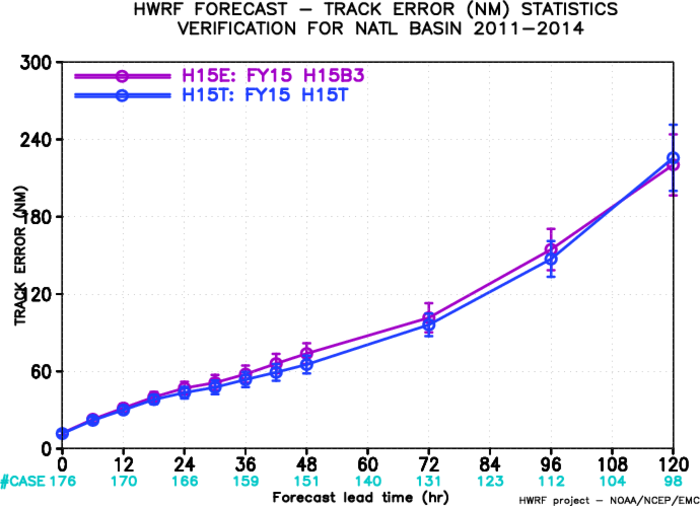 HWRF FORECAST – TRACK ERROR (NM) STATISTICS
VERIFICATION FOR NATL BASIN 2011–2014
H15E: FY15 H15B3
H15T: FY15 H15T
TRACK ERROR (NM)
300
240
180
120
60
0
0 12 24 36 48 60 72 84 96 108 120
#CASE 176 170 166 159 151 140 131 123 112 104 98
Forecast lead time (hr)
HWRF project – NOAA/NCEP/EMC